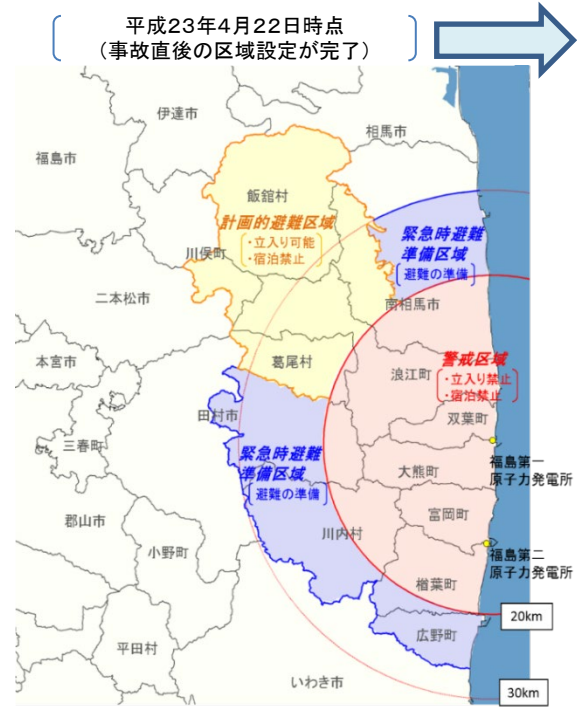 平成23年4月22日時点
（事故直後の区域設定が完了）
伊達市
相馬市
福島市
飯舘村
計画的避難区域
・立入り可能
・宿泊禁止
川俣町
緊急時避難
準備区域
避難の準備
二本松市
南相馬市
葛尾村
本宮市
警戒区域
・立入り禁止
・宿泊禁止
浪江町
田村市
双葉町
三春町
緊急時避難
準備区域
避難の準備
福島第一
原子力発電所
大熊町
郡山市
富岡町
川内村
小野町
福島第二
原子力発電所
楢葉町
20km
広野町
平田村
いわき市
30km